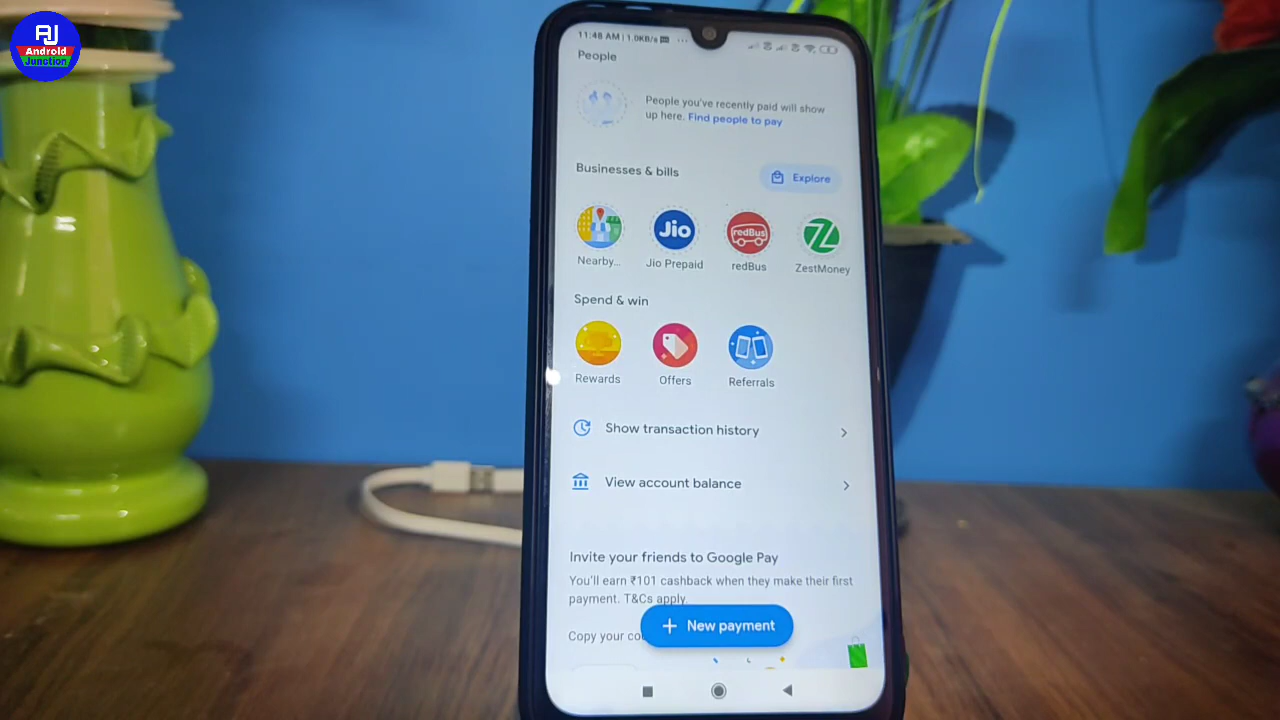 AJ
Android
Junction
11:48 AM | 1.0KB/s
People
People you've recently paid will show
up here. Find people to pay
Businesses & bills
Explore
Jio
redBus
Nearby...
Jio Prepaid
redBus
ZestMoney
Spend & win
Rewards
Offers
Referrals
Show transaction history
View account balance
Invite your friends to Google Pay
You'll earn ₹101 cashback when they make their first
payment. T&Cs apply.
Copy your co
+ New payment